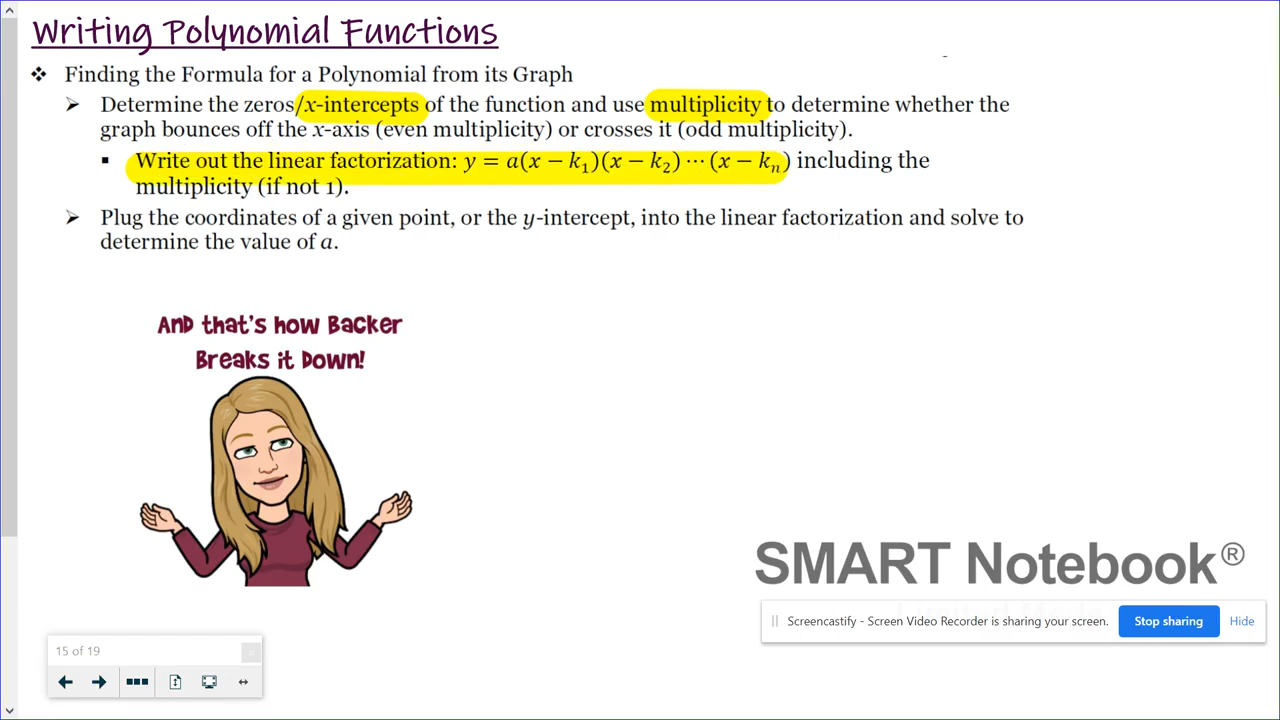 Writing Polynomial Functions
❖ Finding the Formula for a Polynomial from its Graph
➤ Determine the zeros/x-intercepts of the function and use multiplicity to determine whether the
graph bounces off the x-axis (even multiplicity) or crosses it (odd multiplicity).
▪ Write out the linear factorization: y = a(x − k₁)(x − k₂) ⋯ (x − kₙ) including the
multiplicity (if not 1).
➤ Plug the coordinates of a given point, or the y-intercept, into the linear factorization and solve to
determine the value of a.
And that's how Backer
Breaks it Down!
SMART Notebook®
Screencastify - Screen Video Recorder is sharing your screen.
Stop sharing
Hide
15 of 19